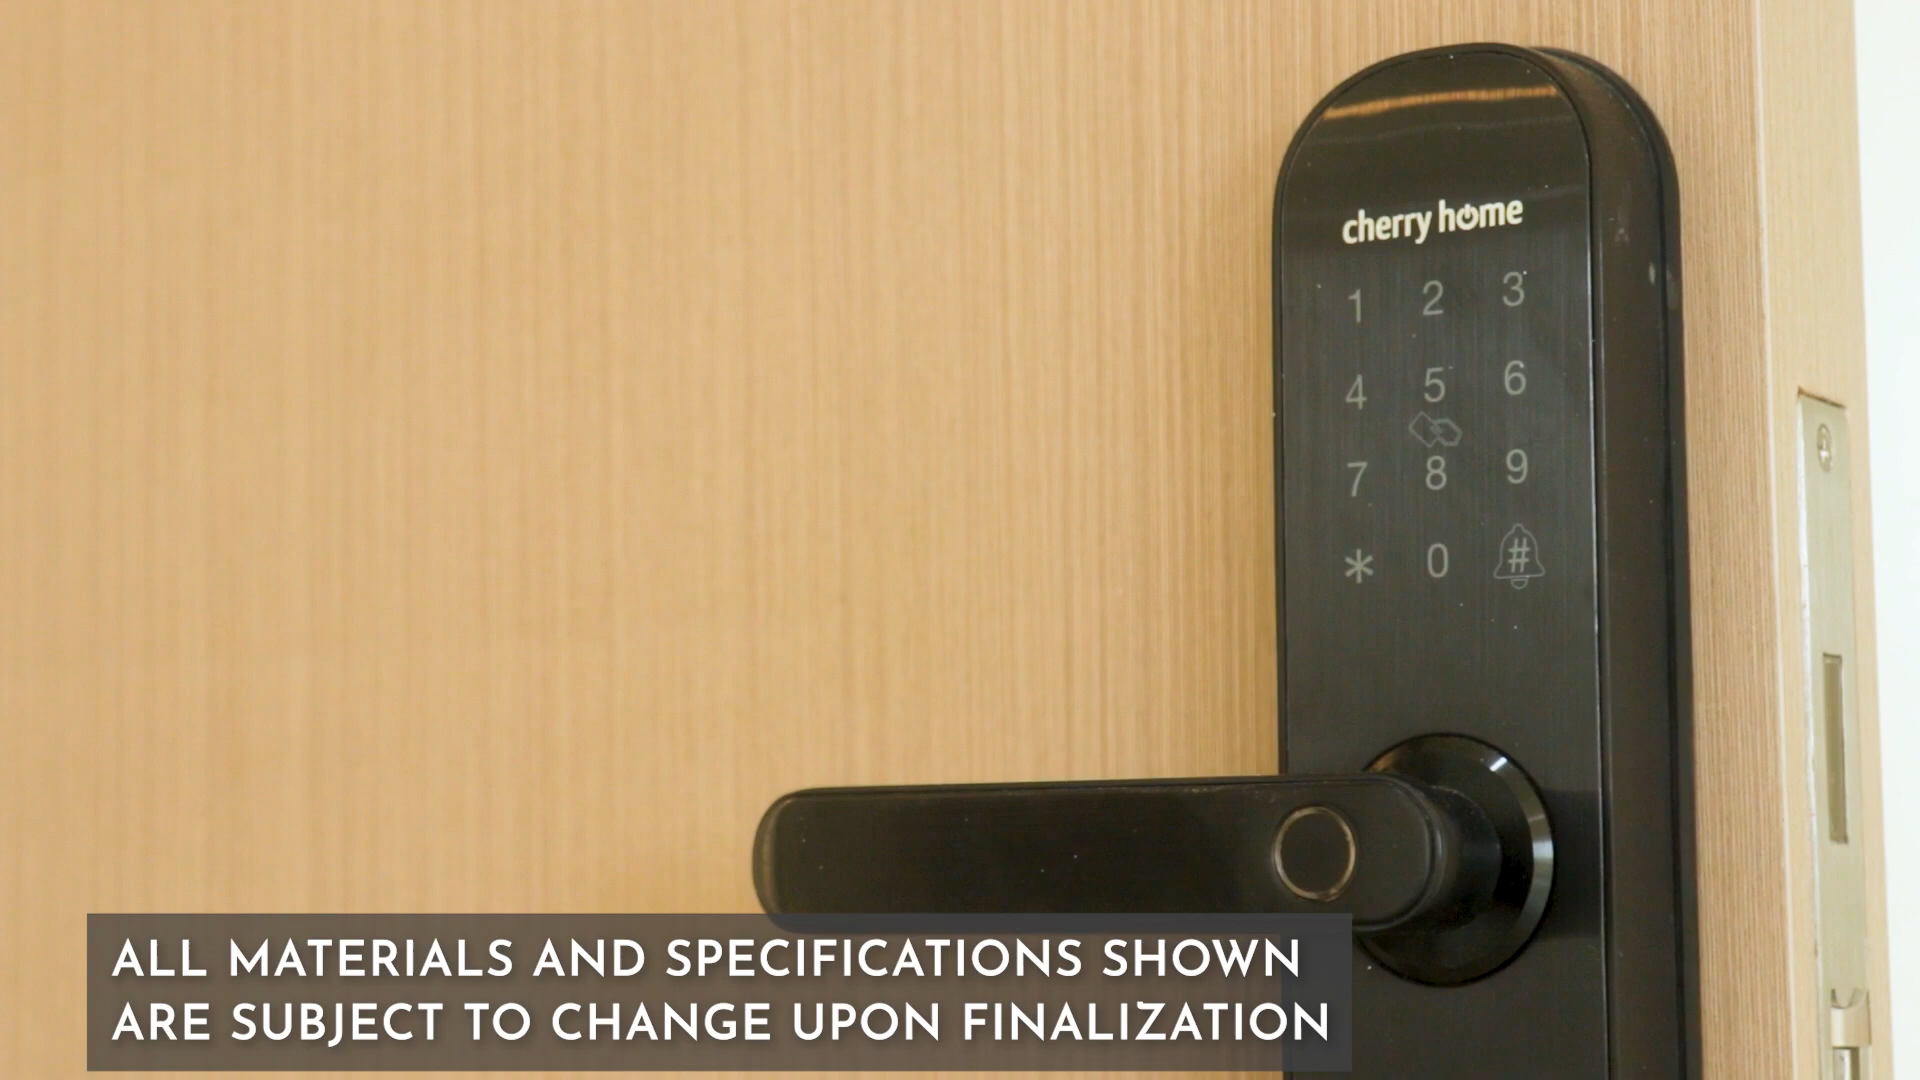 cherry home
1 2 3
4 5 6
7 8 9
* 0 #
ALL MATERIALS AND SPECIFICATIONS SHOWN
ARE SUBJECT TO CHANGE UPON FINALIZATION